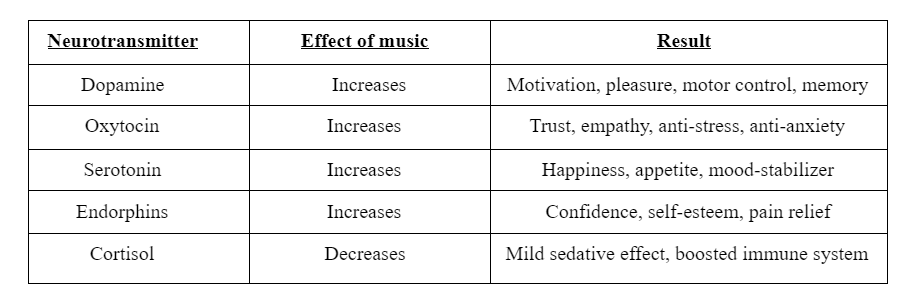 Neurotransmitter Effect of music Result
Dopamine Increases Motivation, pleasure, motor control, memory
Oxytocin Increases Trust, empathy, anti-stress, anti-anxiety
Serotonin Increases Happiness, appetite, mood-stabilizer
Endorphins Increases Confidence, self-esteem, pain relief
Cortisol Decreases Mild sedative effect, boosted immune system